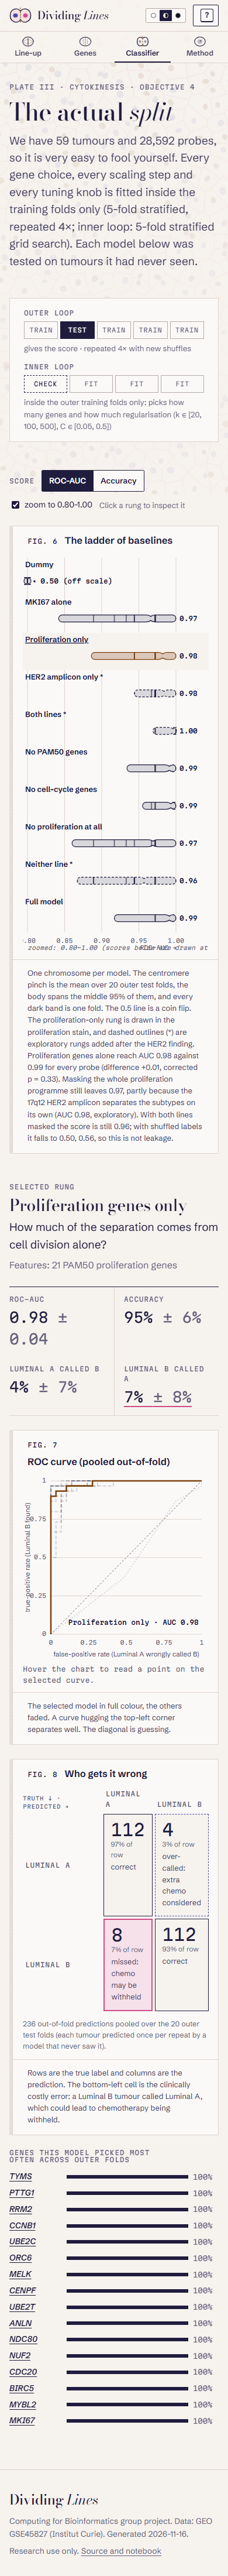 Dividing Lines
?
Line-up Genes Classifier Method
PLATE III · CYTOKINESIS · OBJECTIVE 4
The actual split
We have 59 tumours and 28,592 probes,
so it is very easy to fool yourself. Every
gene choice, every scaling step and
every tuning knob is fitted inside the
training folds only (5-fold stratified,
repeated 4×; inner loop: 5-fold stratified
grid search). Each model below was
tested on tumours it had never seen.
OUTER LOOP
TRAIN TEST TRAIN TRAIN TRAIN
gives the score · repeated 4× with new shuffles
INNER LOOP
CHECK FIT FIT FIT
inside the outer training folds only: picks how
many genes and how much regularisation (k ∈ {20,
100, 500}, C ∈ {0.05, 0.5})
SCORE ROC-AUC Accuracy
zoom to 0.80-1.00 Click a rung to inspect it
FIG. 6 The ladder of baselines
Dummy
0.50 (off scale)
MKI67 alone
0.97
Proliferation only
0.98
HER2 amplicon only *
0.98
Both lines *
1.00
No PAM50 genes
0.99
No cell-cycle genes
0.99
No proliferation at all
0.97
Neither line *
0.96
Full model
0.99
.80 0.85 0.90 0.95 1.00
zoomed: 0.80–1.00 (scores below are drawn at
One chromosome per model. The centromere
pinch is the mean over 20 outer test folds, the
body spans the middle 95% of them, and every
dark band is one fold. The 0.5 line is a coin flip.
The proliferation-only rung is drawn in the
proliferation stain, and dashed outlines (*) are
exploratory rungs added after the headline.
Proliferation genes alone reach AUC 0.98 against
0.99 for every probe (difference +0.01, corrected
p = 0.33). Masking the whole proliferation
programme still leaves 0.97, partly because the
17q12 HER2 amplicon separates the subtypes on
its own (AUC 0.98, exploratory). With both lines
masked the score is still 0.96; with shuffled labels
it falls to 0.50, 0.56, so this is not leakage.
SELECTED RUNG
Proliferation genes only
How much of the separation comes from
cell division alone?
Features: 21 PAM50 proliferation genes
ROC-AUC
0.98 ±
0.04
ACCURACY
95% ± 6%
LUMINAL A CALLED B
4% ± 7%
LUMINAL B CALLED
A
7% ± 8%
FIG. 7
ROC curve (pooled out-of-fold)
true-positive rate (Luminal B found)
1
0.75
0.5
0.25
0
Proliferation only · AUC 0.98
0 0.25 0.5 0.75 1
false-positive rate (Luminal A wrongly called B)
Hover the chart to read a point on the
selected curve.
The selected model in full colour, the others
faded. A curve hugging the top-left corner
separates well. The diagonal is guessing.
FIG. 8 Who gets it wrong
TRUTH ↓ ·
PREDICTED →
LUMINAL
A
LUMINAL B
LUMINAL A
112
97% of
row
correct
4
3% of row
over-
called:
extra
chemo
considered
LUMINAL B
8
7% of row
missed:
chemo
may be
withheld
112
93% of row
correct
236 out-of-fold predictions pooled over the 20 outer
test folds (each tumour predicted once per repeat by a
model that never saw it).
Rows are the true label and columns are the
prediction. The bottom-left cell is the clinically
costly error: a Luminal B tumour called Luminal A,
which could lead to chemotherapy being
withheld.
GENES THIS MODEL PICKED MOST
OFTEN ACROSS OUTER FOLDS
TYMS 100%
PTTG1 100%
RRM2 100%
CCNB1 100%
UBE2C 100%
ORC6 100%
MELK 100%
CENPF 100%
UBE2T 100%
ANLN 100%
NDC80 100%
NUF2 100%
CDC20 100%
BIRC5 100%
MYBL2 100%
MKI67 100%
Dividing Lines
Computing for Bioinformatics group project. Data: GEO
GSE45827 (Institut Curie). Generated 2026-11-16.
Research use only. Source and notebook